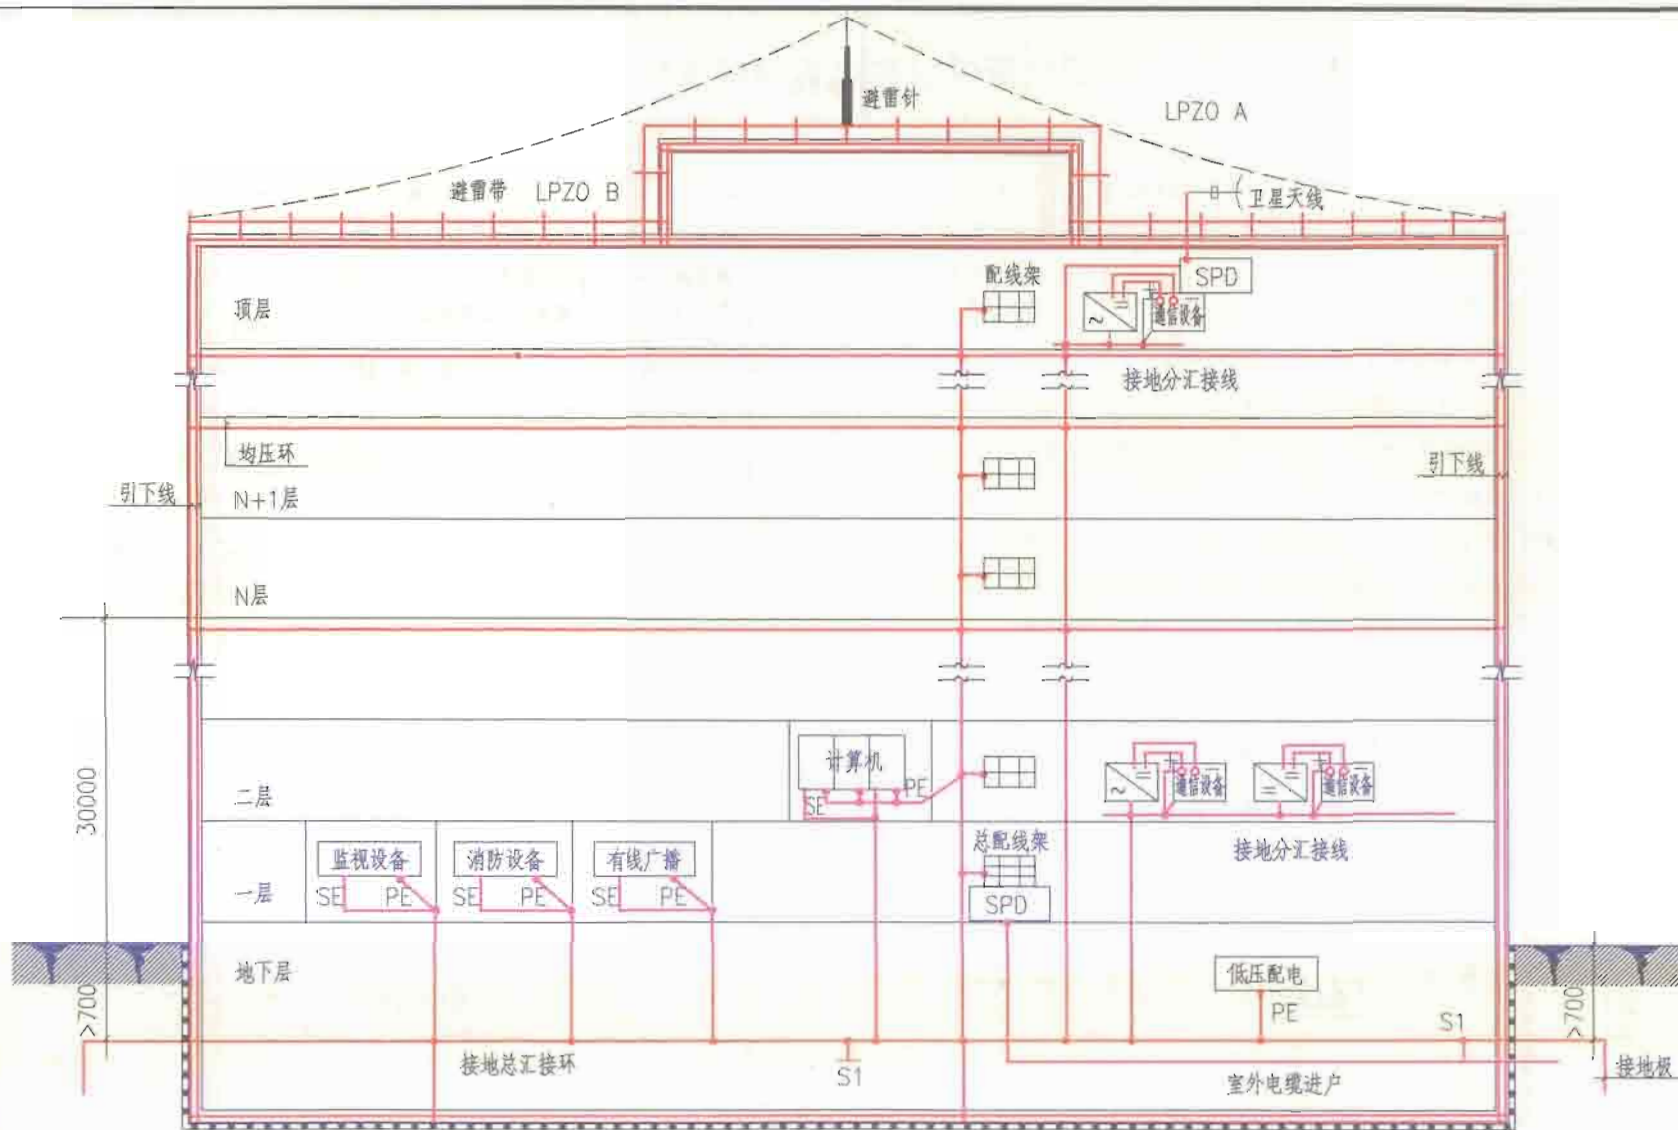 避雷针
LPZO A
避雷带 LPZO B
卫星天线
配线架
SPD
顶层
~ =
通信设备
接地分汇接线
均压环
引下线
引下线
N+1层
N层
30000
计算机
PE
SE
二层
~ =
通信设备
= =
通信设备
接地分汇接线
总配线架
监视设备
消防设备
有线广播
一层
SE PE
SE PE
SE PE
SPD
地下层
低压配电
PE
>700
>700
S1
接地总汇接环
S1
室外电缆进户
接地极